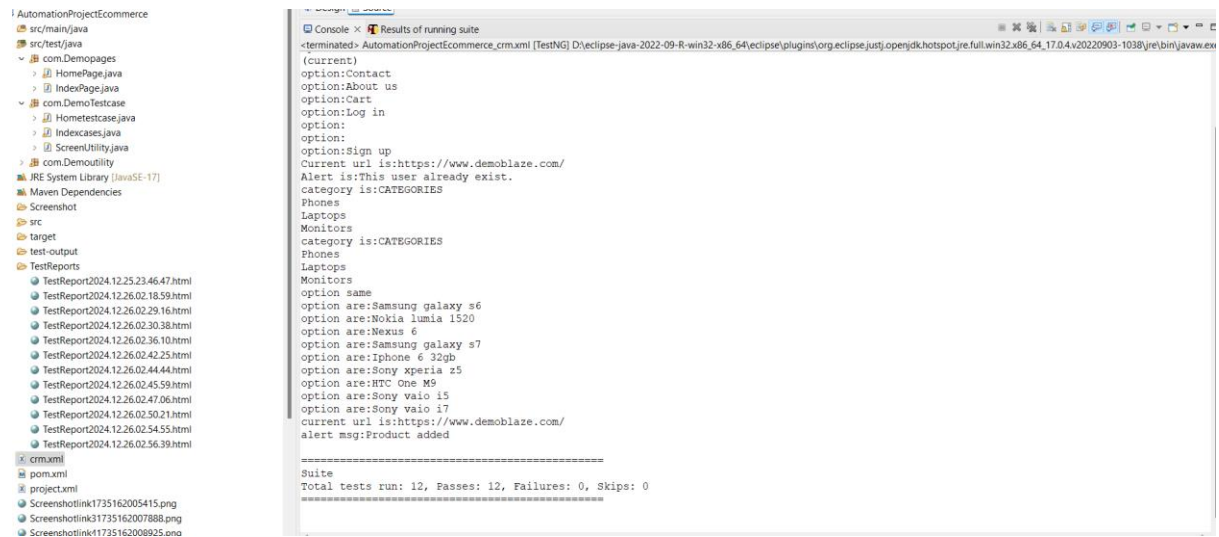 AutomationProjectEcommerce
src/main/java
src/test/java
com.Demopages
HomePage.java
IndexPage.java
com.DemoTestcase
Hometestcase.java
Indexcases.java
ScreenUtility.java
com.Demoutility
JRE System Library [JavaSE-17]
Maven Dependencies
Screenshot
src
target
test-output
TestReports
TestReport2024.12.25.23.46.47.html
TestReport2024.12.26.02.18.59.html
TestReport2024.12.26.02.29.16.html
TestReport2024.12.26.02.30.38.html
TestReport2024.12.26.02.36.10.html
TestReport2024.12.26.02.42.25.html
TestReport2024.12.26.02.44.44.html
TestReport2024.12.26.02.45.59.html
TestReport2024.12.26.02.47.06.html
TestReport2024.12.26.02.50.21.html
TestReport2024.12.26.02.54.55.html
TestReport2024.12.26.02.56.39.html
crm.xml
pom.xml
project.xml
Screenshotlink1735162005415.png
Screenshotlink31735162007888.png
Screenshotlink41735162008925.png
Console × Results of running suite
<terminated> AutomationProjectEcommerce_crm.xml [TestNG] D:\eclipse-java-2022-09-R-win32-x86_64\eclipse\plugins\org.eclipse.justj.openjdk.hotspot.jre.full.win32.x86_64_17.0.4.v20220903-1038\jre\bin\javaw.exe
(current)
option:Contact
option:About us
option:Cart
option:Log in
option:
option:
option:Sign up
Current url is:https://www.demoblaze.com/
Alert is:This user already exist.
category is:CATEGORIES
Phones
Laptops
Monitors
category is:CATEGORIES
Phones
Laptops
Monitors
option same
option are:Samsung galaxy s6
option are:Nokia lumia 1520
option are:Nexus 6
option are:Samsung galaxy s7
option are:Iphone 6 32gb
option are:Sony xperia z5
option are:HTC One M9
option are:Sony vaio i5
option are:Sony vaio i7
current url is:https://www.demoblaze.com/
alert msg:Product added
===============================================
Suite
Total tests run: 12, Passes: 12, Failures: 0, Skips: 0
===============================================